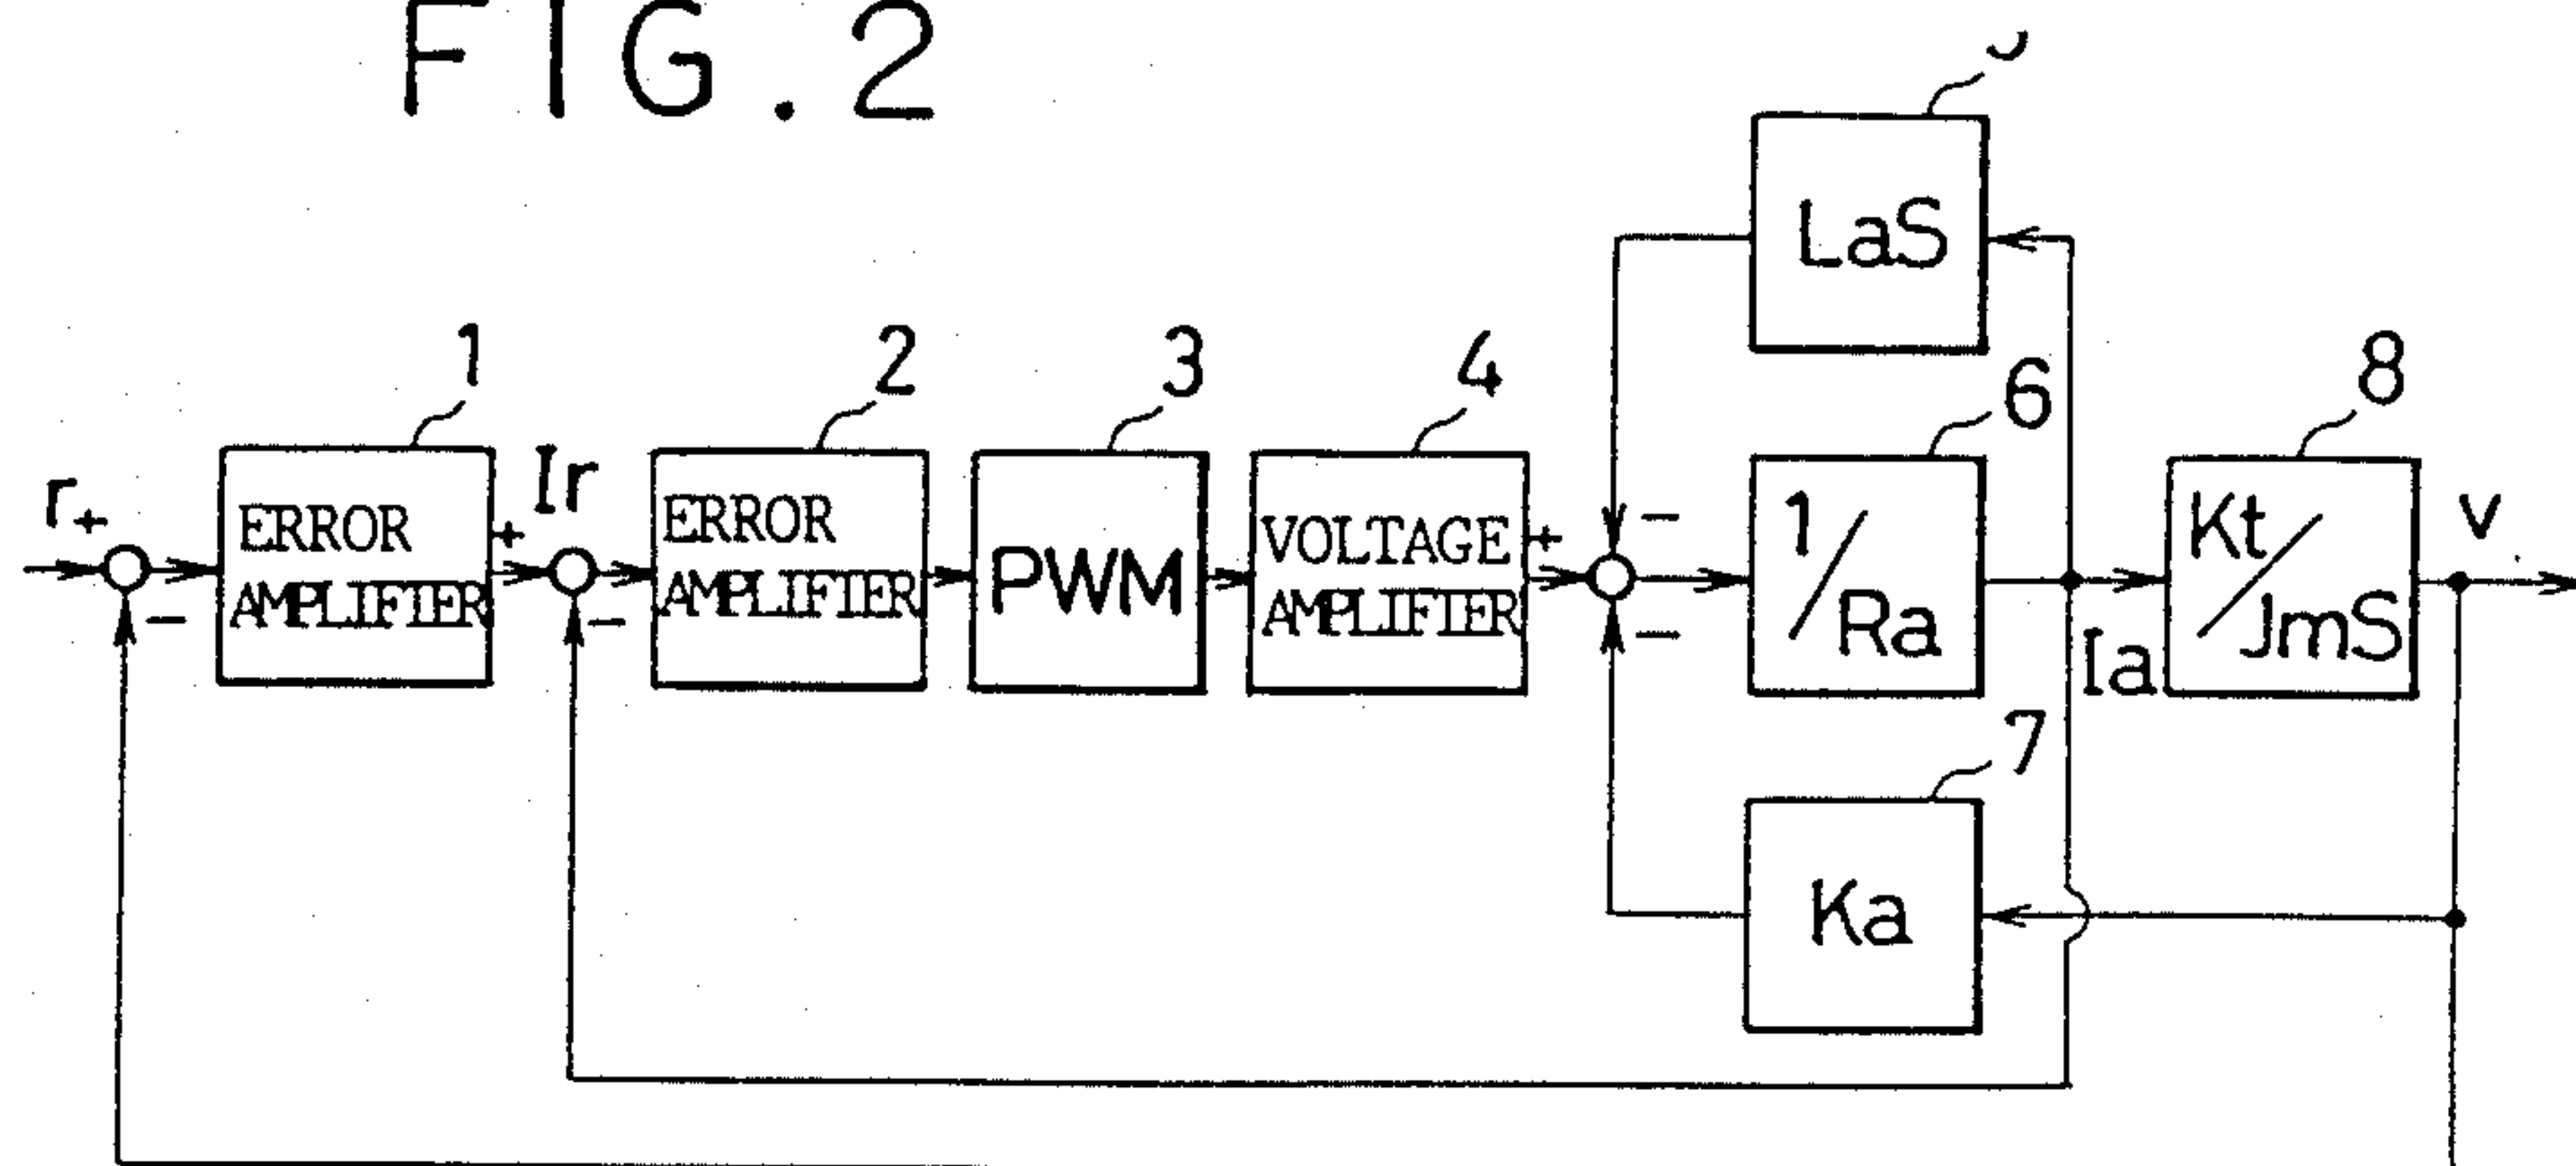 FIG.2
LaS
1
2
3
4
6
8
r+
ERROR
AMPLIFIER
+
Ir
ERROR
AMPLIFIER
PWM
VOLTAGE
AMPLIFIER
+
−
1/Ra
Kt/JmS
v
−
−
−
Ia
7
Ka